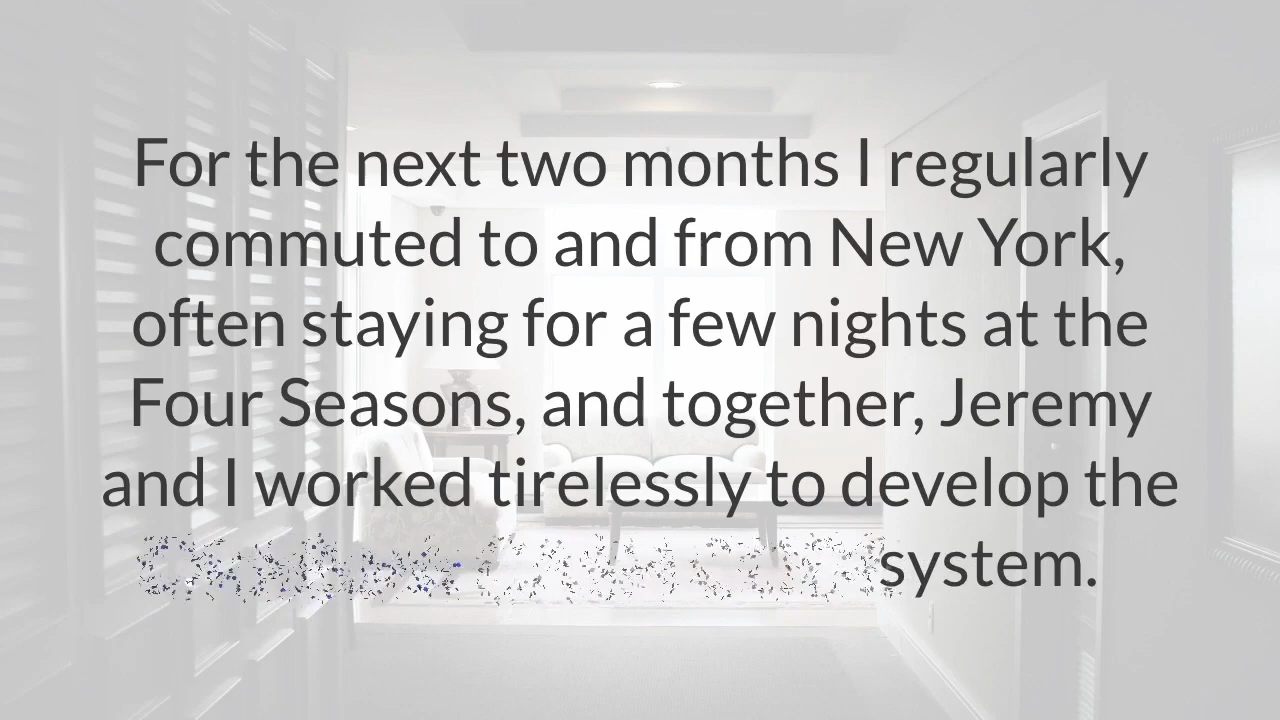 For the next two months I regularly
commuted to and from New York,
often staying for a few nights at the
Four Seasons, and together, Jeremy
and I worked tirelessly to develop the
system.